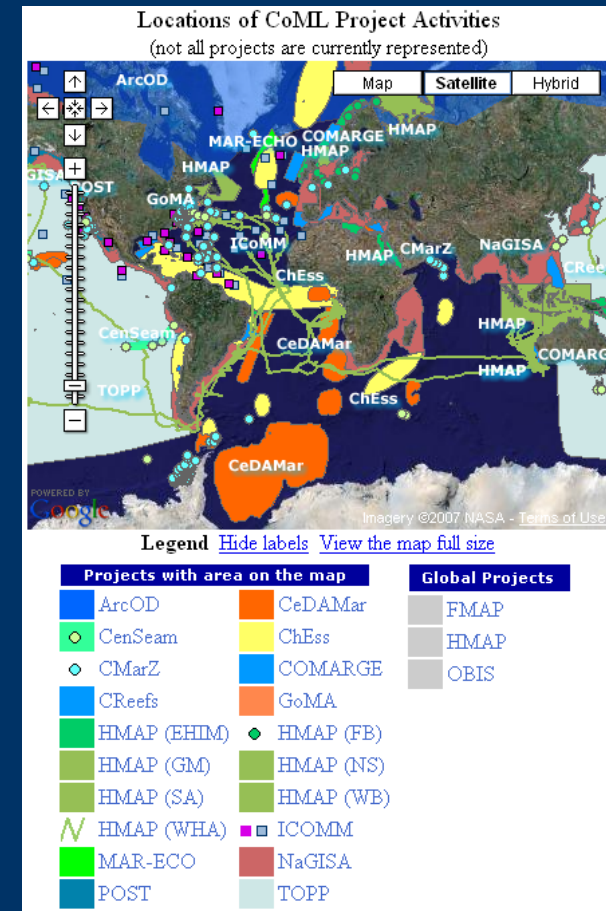 Locations of CoML Project Activities
(not all projects are currently represented)
ArcOD
Map Satellite Hybrid
MAR-ECHO COMARGE HMAP
HMAP HMAP
GISA POST
GoMA
ICoMM HMAP CMarZ NaGISA
ChEss CRee
CenSeam HMAP
CeDAMar COMARG
HMAP
TOPP
ChEss
CeDAMar
POWERED BY
Google
Imagery ©2007 NASA - Terms of Use
Legend Hide labels View the map full size
Projects with area on the map Global Projects
ArcOD CeDAMar FMAP
CenSeam ChEss HMAP
CMarZ COMARGE OBIS
CReefs GoMA
HMAP (EHIM) HMAP (FB)
HMAP (GM) HMAP (NS)
HMAP (SA) HMAP (WB)
HMAP (WHA) ICOMM
MAR-ECO NaGISA
POST TOPP